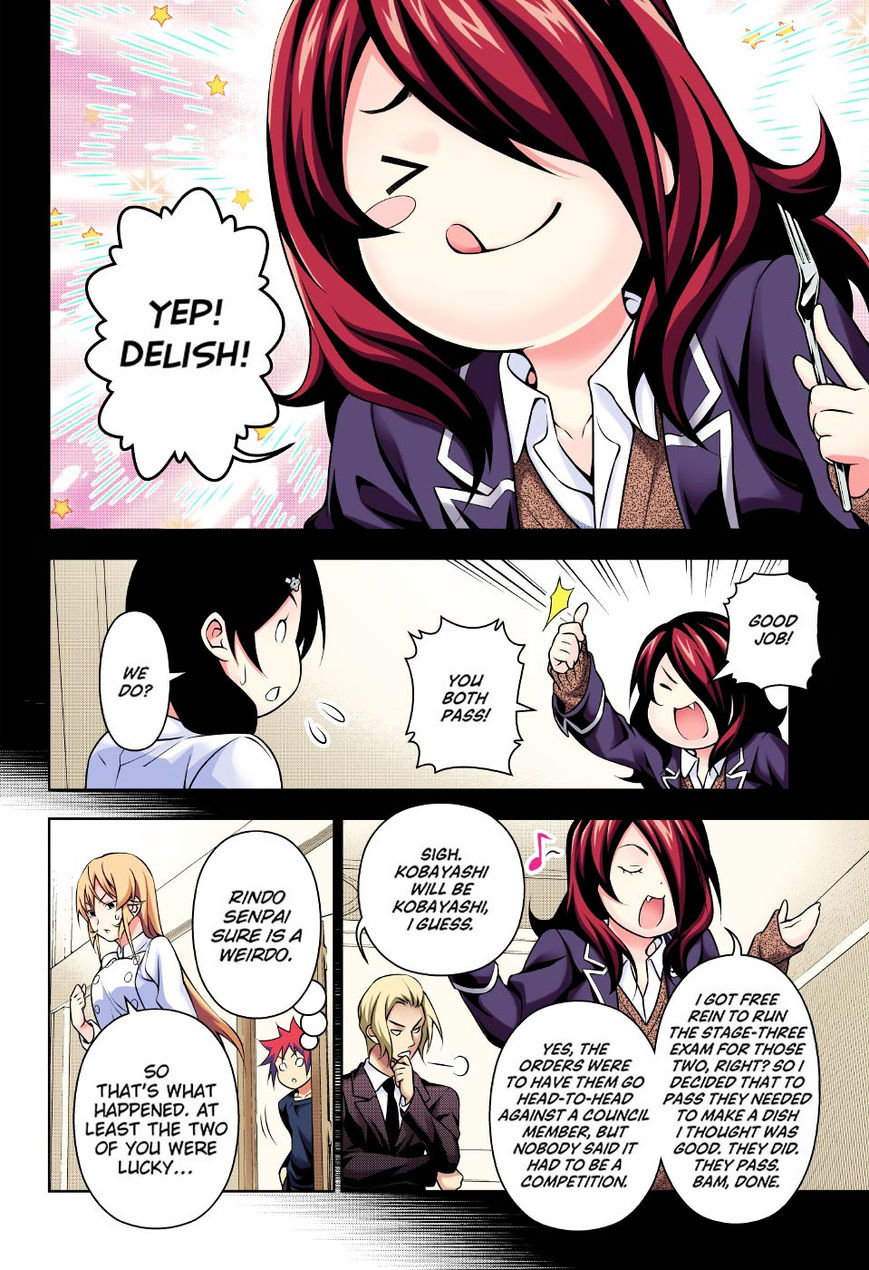 YEP!
DELISH!
GOOD
JOB!
YOU
BOTH
PASS!
WE
DO?
I GOT FREE
REIN TO RUN
THE STAGE-THREE
EXAM FOR THOSE
TWO, RIGHT? SO I
DECIDED THAT TO
PASS THEY NEEDED
TO MAKE A DISH
I THOUGHT WAS
GOOD. THEY DID.
THEY PASS.
BAM, DONE.
YES, THE
ORDERS WERE
TO HAVE THEM GO
HEAD-TO-HEAD
AGAINST A COUNCIL
MEMBER, BUT
NOBODY SAID IT
HAD TO BE A
COMPETITION.
SIGH.
KOBAYASHI
WILL BE
KOBAYASHI,
I GUESS.
RINDO
SENPAI
SURE IS A
WEIRDO.
SO
THAT'S WHAT
HAPPENED. AT
LEAST THE TWO
OF YOU WERE
LUCKY...